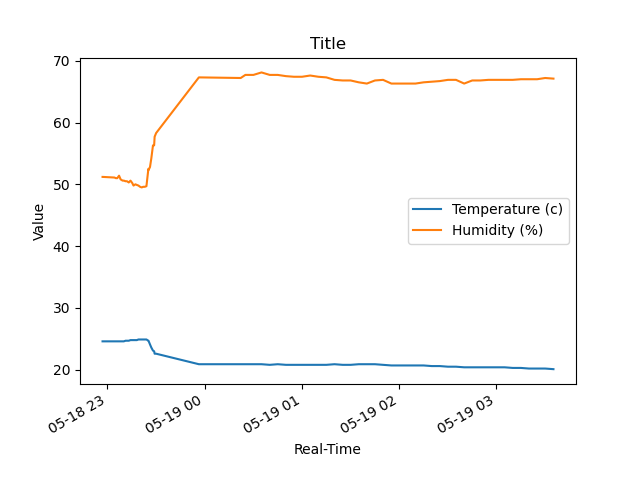 Title
70
60
50
40
30
20
Value
Temperature (c)
Humidity (%)
05-18 23
05-19 00
05-19 01
05-19 02
05-19 03
Real-Time